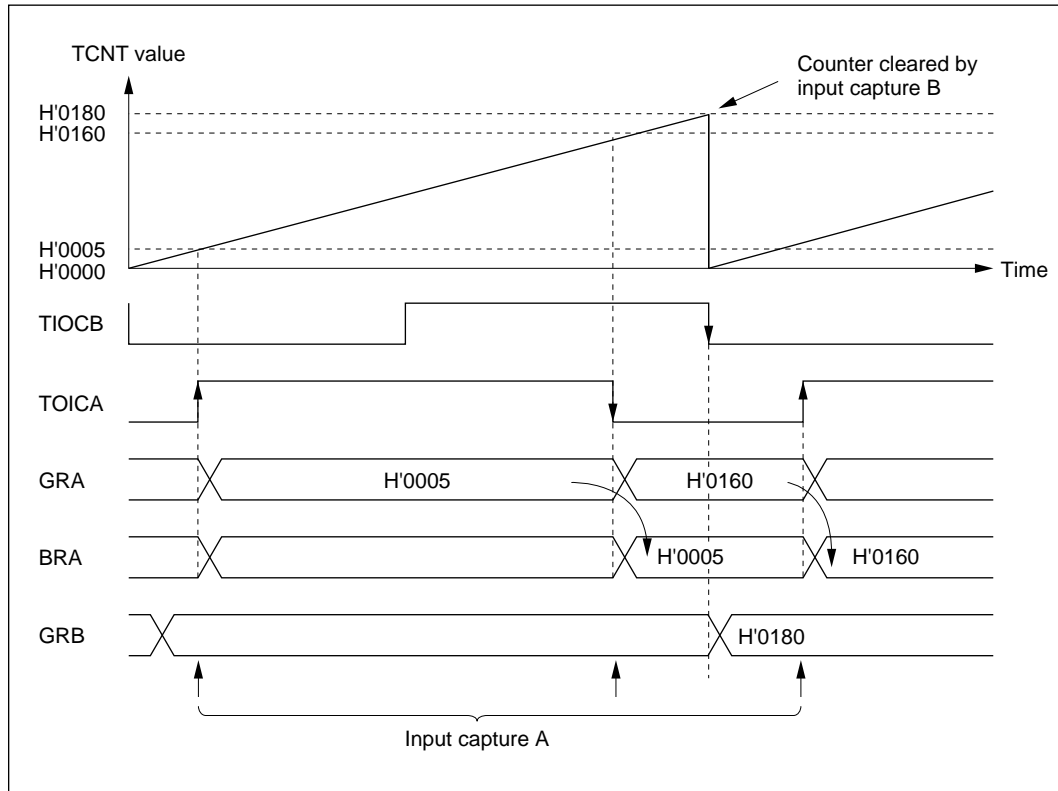 TCNT value
Counter cleared by
input capture B
H'0180
H'0160
H'0005
H'0000
Time
TIOCB
TOICA
GRA
H'0005
H'0160
BRA
H'0005
H'0160
GRB
H'0180
Input capture A